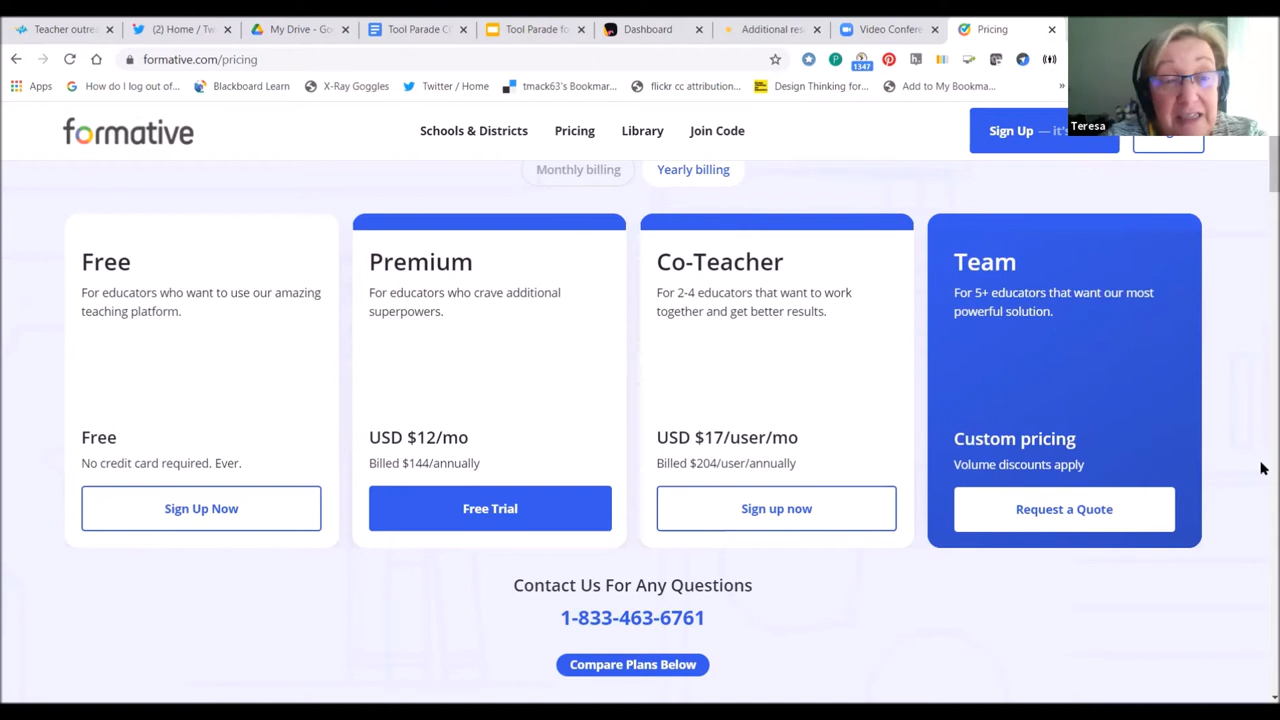 Teacher outre
(1) Home / Tw
My Drive - Go
Tool Parade C
Tool Parade fo
Dashboard
Additional res
Video Confere
Pricing
formative.com/pricing
1347
Apps
How do I log out of...
Blackboard Learn
X-Ray Goggles
Twitter / Home
tmack63's Bookmar...
flickr cc attribution...
Design Thinking for...
Add to My Bookma...
»
Teresa
formative
Schools & Districts
Pricing
Library
Join Code
Sign Up — it's
Monthly billing
Yearly billing
Free
For educators who want to use our amazing
teaching platform.
Free
No credit card required. Ever.
Sign Up Now
Premium
For educators who crave additional
superpowers.
USD $12/mo
Billed $144/annually
Free Trial
Co-Teacher
For 2-4 educators that want to work
together and get better results.
USD $17/user/mo
Billed $204/user/annually
Sign up now
Team
For 5+ educators that want our most
powerful solution.
Custom pricing
Volume discounts apply
Request a Quote
Contact Us For Any Questions
1-833-463-6761
Compare Plans Below